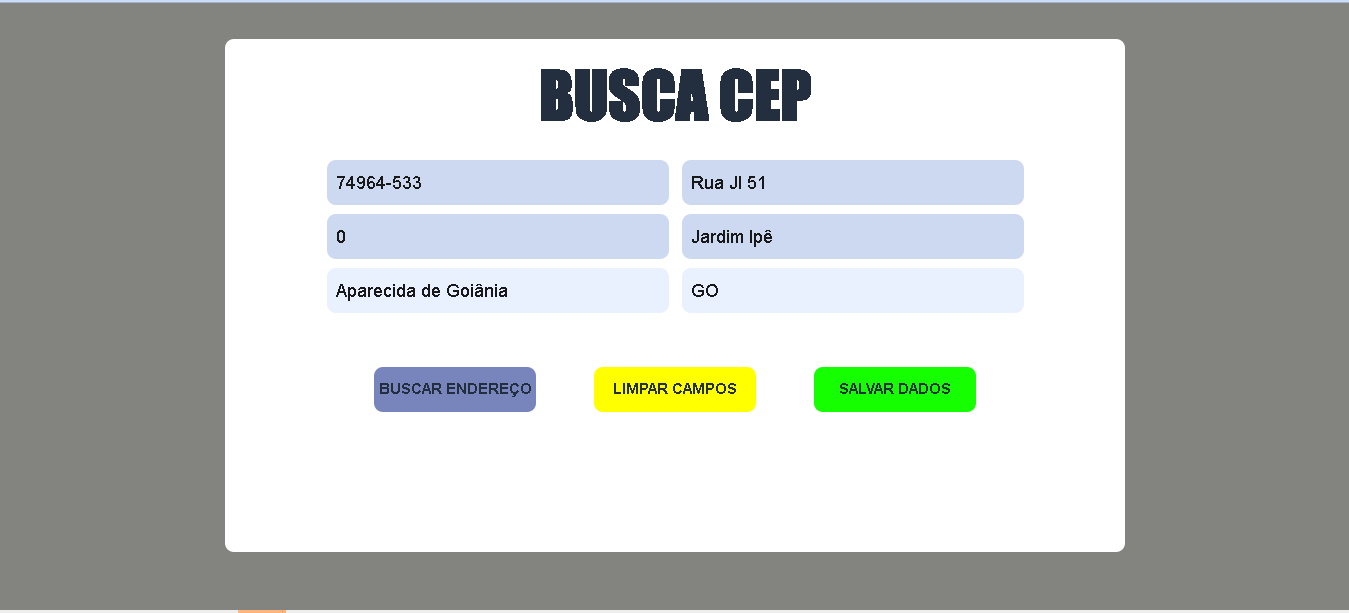 BUSCA CEP
74964-533
Rua JI 51
0
Jardim Ipê
Aparecida de Goiânia
GO
BUSCAR ENDEREÇO
LIMPAR CAMPOS
SALVAR DADOS